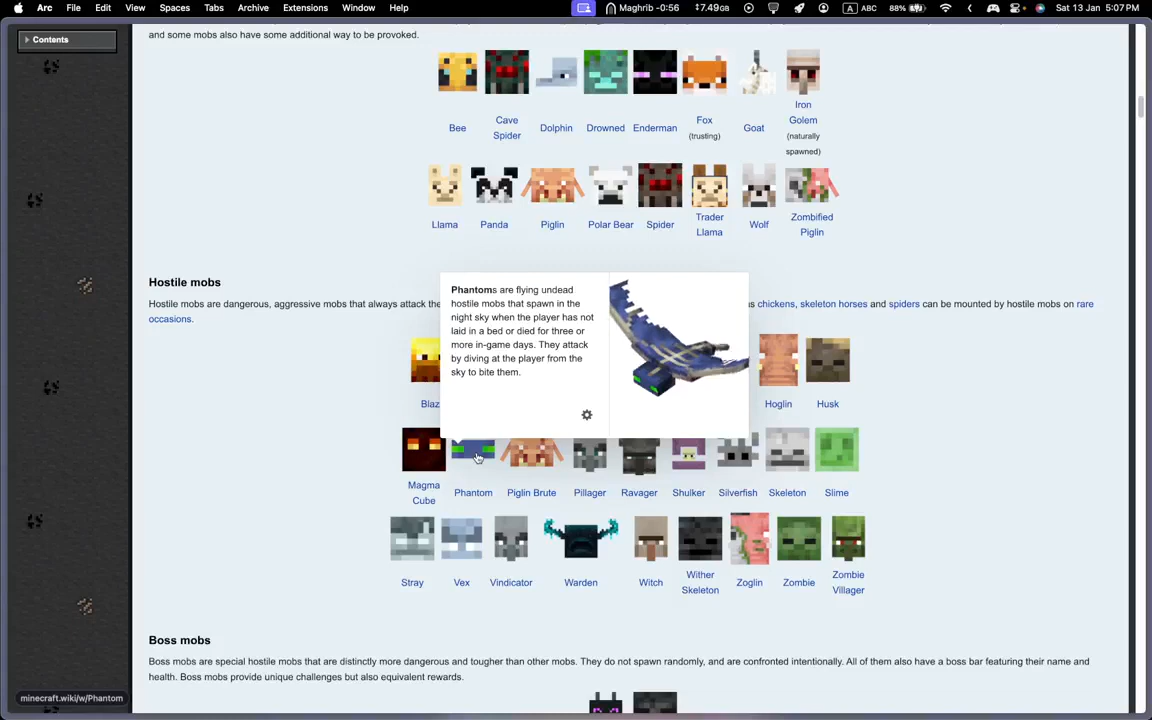 Arc File Edit View Spaces Tabs Archive Extensions Window Help Maghrib -0:56 7.49GB A ABC 88% Sat 13 Jan 5:07 PM
Contents
and some mobs also have some additional way to be provoked.
Bee Cave Spider Dolphin Drowned Enderman Fox (trusting) Goat Iron Golem (naturally spawned)
Llama Panda Piglin Polar Bear Spider Trader Llama Wolf Zombified Piglin
Hostile mobs
Hostile mobs are dangerous, aggressive mobs that always attack the
s chickens, skeleton horses and spiders can be mounted by hostile mobs on rare
occasions.
Phantoms are flying undead
hostile mobs that spawn in the
night sky when the player has not
laid in a bed or died for three or
more in-game days. They attack
by diving at the player from the
sky to bite them.
Blaz Hoglin Husk
Magma Cube Phantom Piglin Brute Pillager Ravager Shulker Silverfish Skeleton Slime
Stray Vex Vindicator Warden Witch Wither Skeleton Zoglin Zombie Zombie Villager
Boss mobs
Boss mobs are special hostile mobs that are distinctly more dangerous and tougher than other mobs. They do not spawn randomly, and are confronted intentionally. All of them also have a boss bar featuring their name and
health. Boss mobs provide unique challenges but also equivalent rewards.
minecraft.wiki/w/Phantom